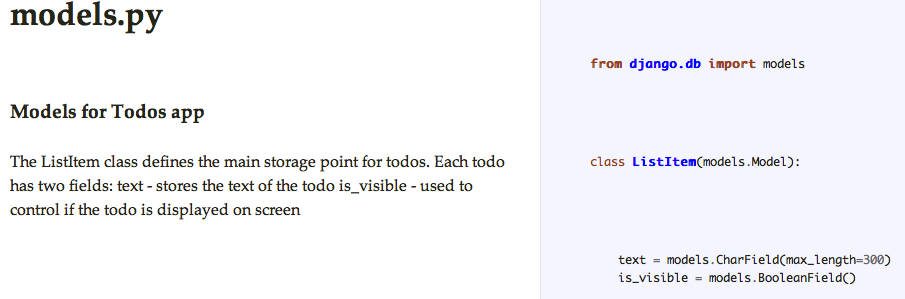 models.py
Models for Todos app
The ListItem class defines the main storage point for todos. Each todo
has two fields: text - stores the text of the todo is_visible - used to
control if the todo is displayed on screen
from django.db import models
class ListItem(models.Model):
text = models.CharField(max_length=300)
is_visible = models.BooleanField()